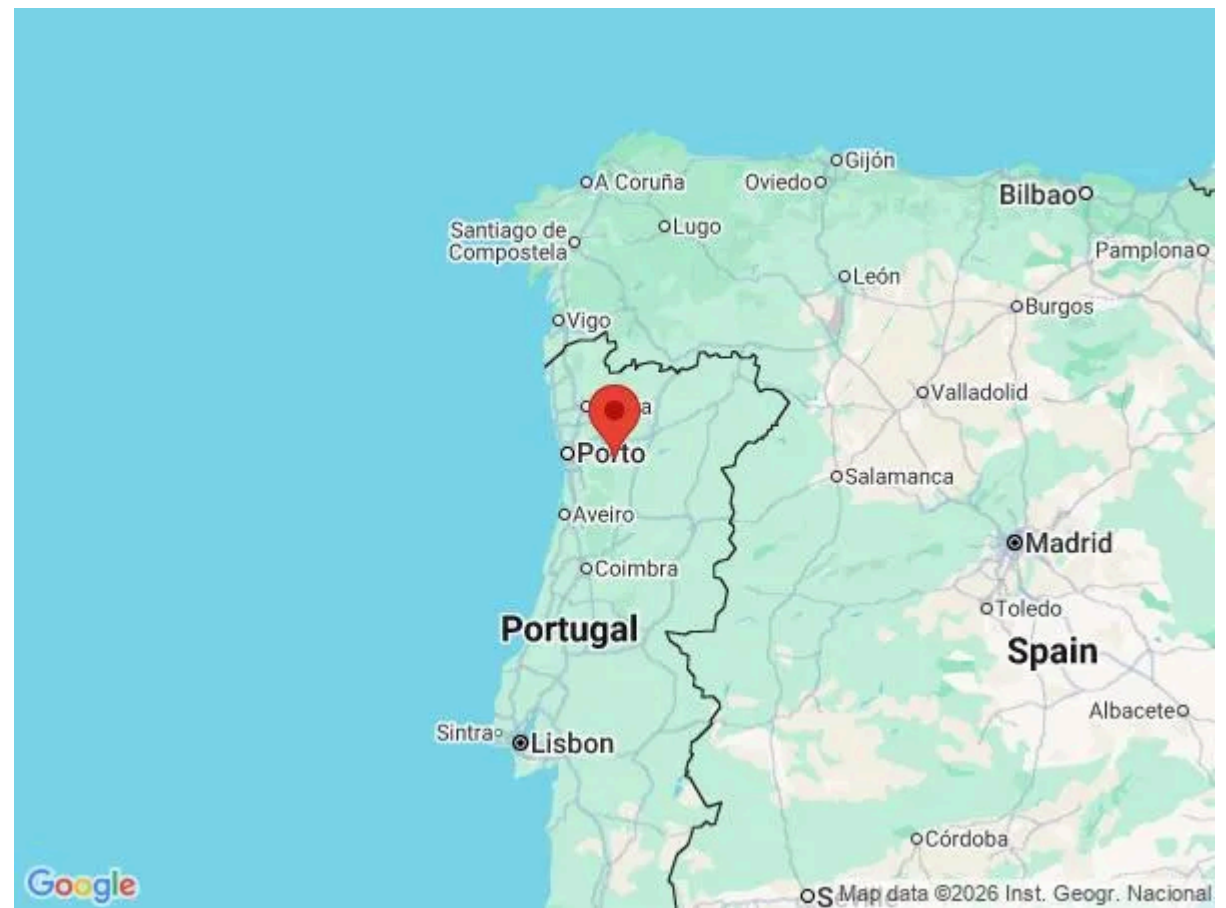 Gijón
A Coruña
Oviedo
Bilbao
Santiago de
Compostela
Lugo
Pamplona
León
Burgos
Vigo
Valladolid
Porto
Salamanca
Aveiro
Madrid
Coimbra
Toledo
Portugal
Spain
Albacete
Sintra
Lisbon
Córdoba
Google
Map data ©2026 Inst. Geogr. Nacional